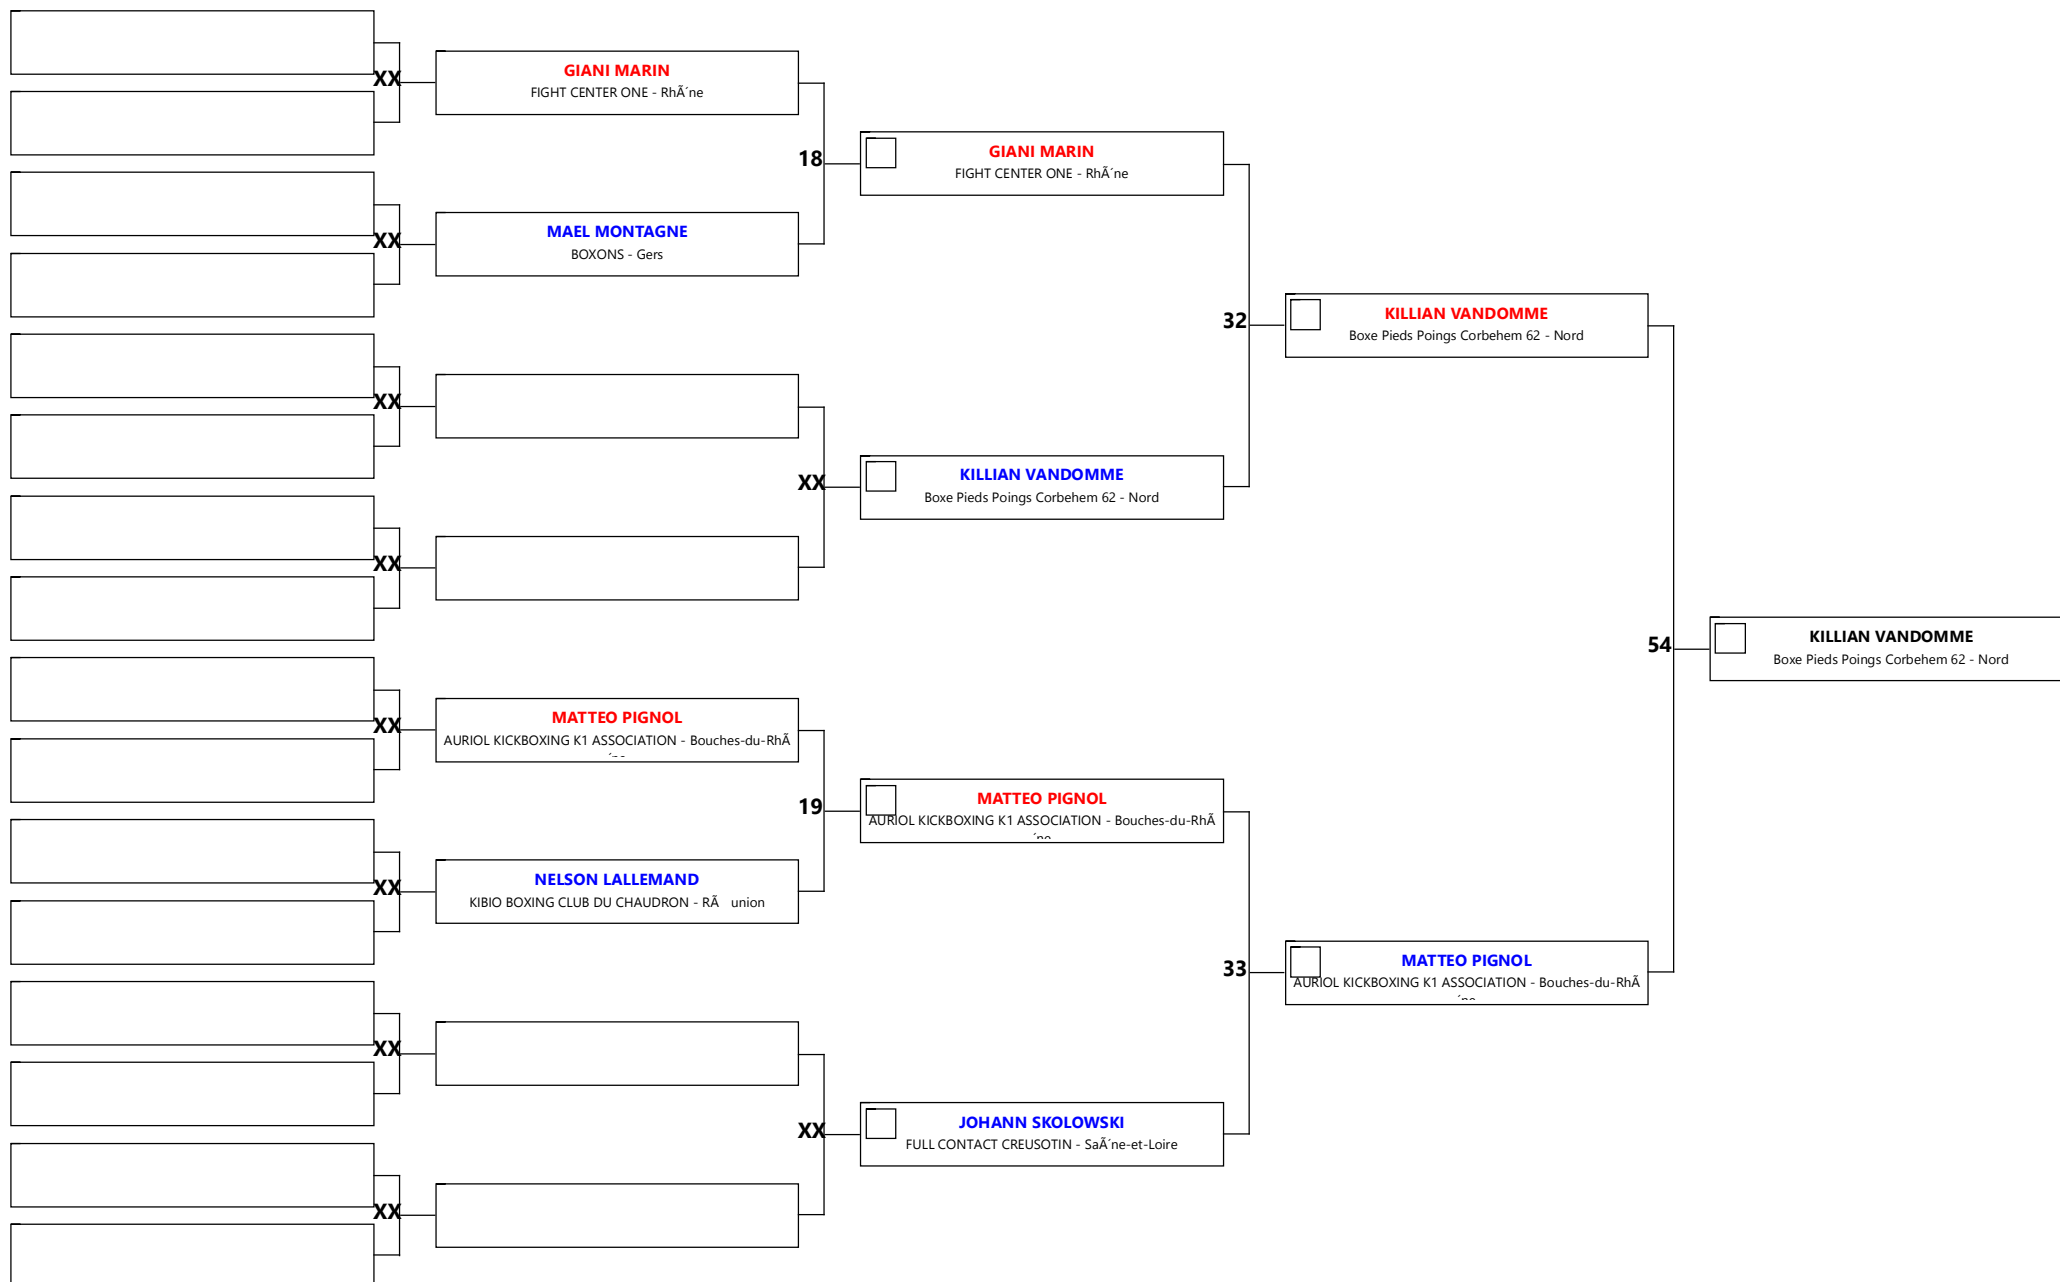 XX
GIANI MARIN
FIGHT CENTER ONE - RhÃ´ne
18
GIANI MARIN
FIGHT CENTER ONE - RhÃ´ne
XX
MAEL MONTAGNE
BOXONS - Gers
32
KILLIAN VANDOMME
Boxe Pieds Poings Corbehem 62 - Nord
XX
XX
KILLIAN VANDOMME
Boxe Pieds Poings Corbehem 62 - Nord
XX
54
KILLIAN VANDOMME
Boxe Pieds Poings Corbehem 62 - Nord
XX
MATTEO PIGNOL
AURIOL KICKBOXING K1 ASSOCIATION - Bouches-du-RhÃ
´ne
19
MATTEO PIGNOL
AURIOL KICKBOXING K1 ASSOCIATION - Bouches-du-RhÃ
´ne
XX
NELSON LALLEMAND
KIBIO BOXING CLUB DU CHAUDRON - RÃ union
33
MATTEO PIGNOL
AURIOL KICKBOXING K1 ASSOCIATION - Bouches-du-RhÃ
´ne
XX
XX
JOHANN SKOLOWSKI
FULL CONTACT CREUSOTIN - SaÃ´ne-et-Loire
XX